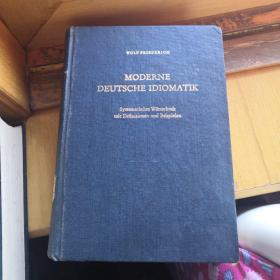 WOLF FRIEDERICH
MODERNE
DEUTSCHE IDIOMATIK
Systematisches Wörterbuch
mit Definitionen und Beispielen